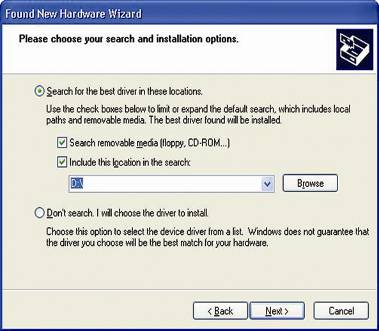 Found New Hardware Wizard
Please choose your search and installation options.
Search for the best driver in these locations.
Use the check boxes below to limit or expand the default search, which includes local
paths and removable media. The best driver found will be installed.
Search removable media (floppy, CD-ROM...)
Include this location in the search:
D:\
Browse
Don't search. I will choose the driver to install.
Choose this option to select the device driver from a list. Windows does not guarantee that
the driver you choose will be the best match for your hardware.
< Back
Next >
Cancel